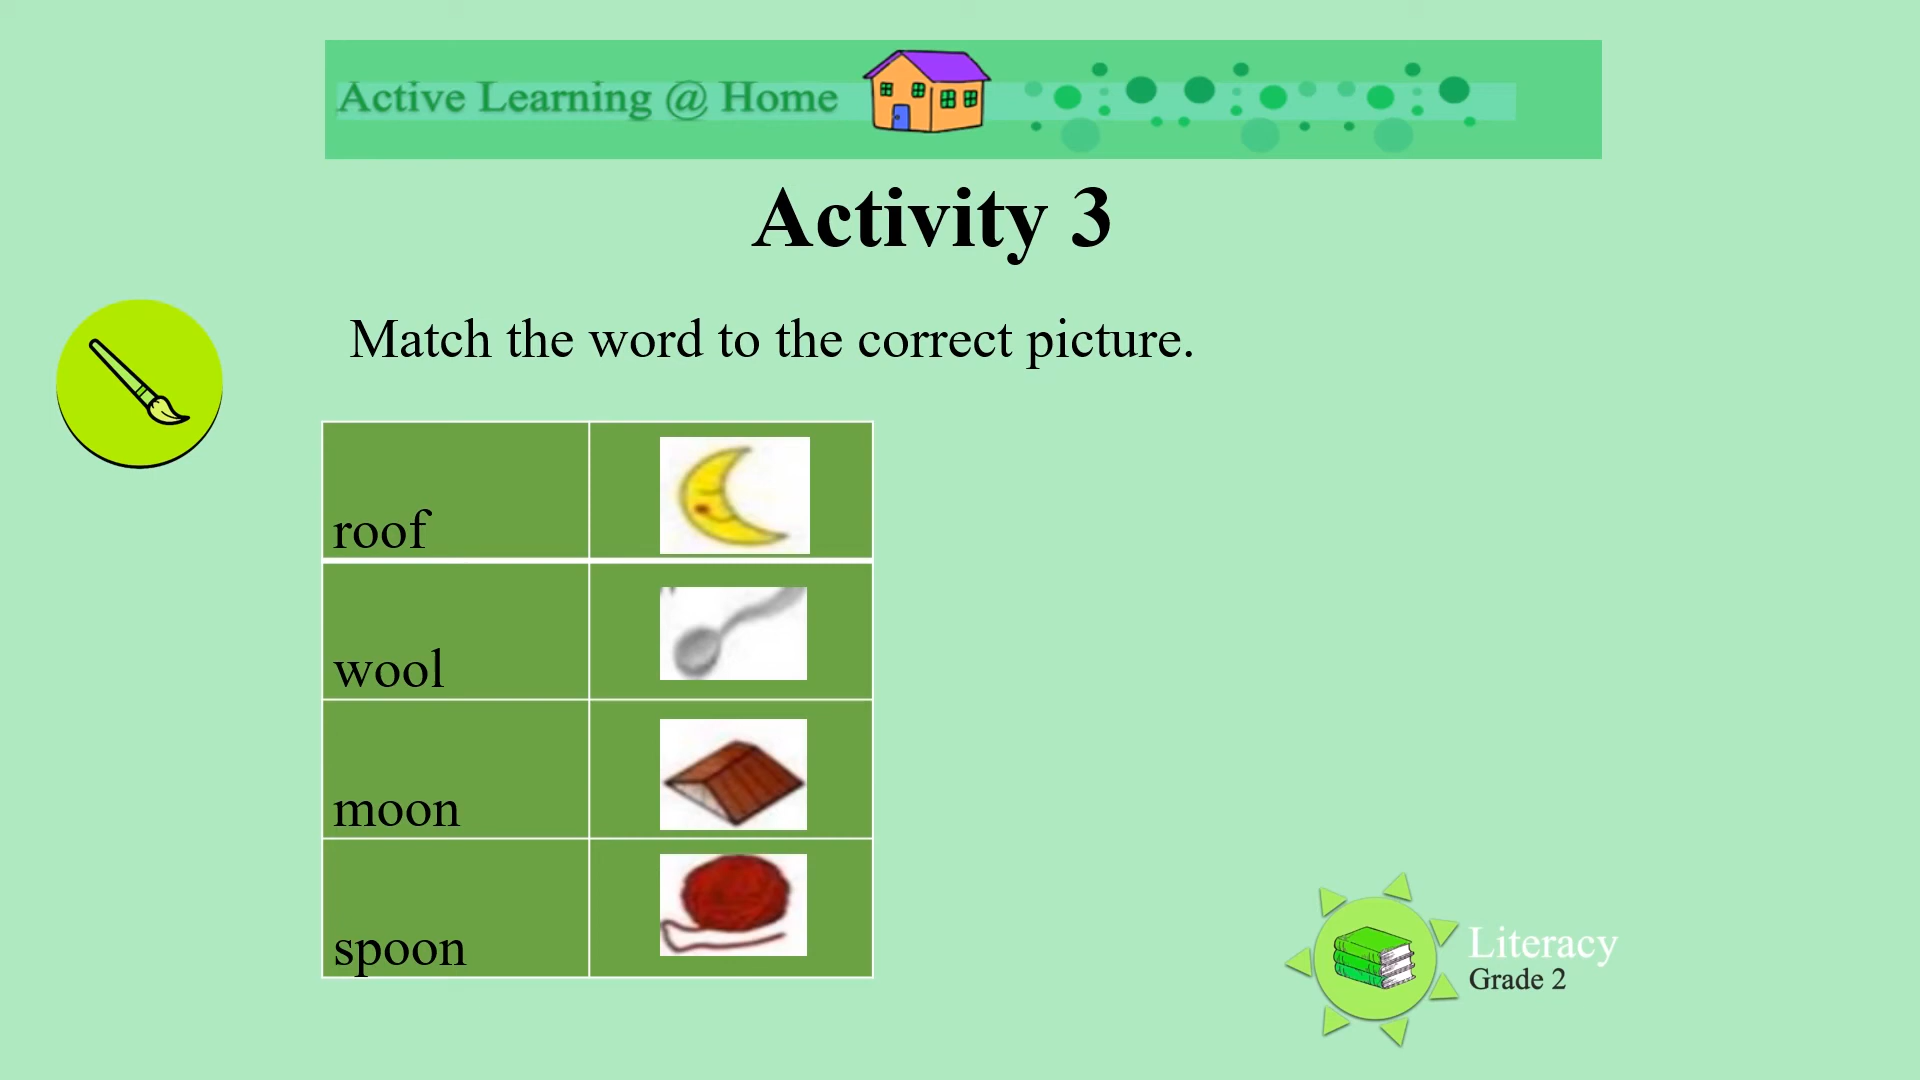 Active Learning @ Home
Activity 3
Match the word to the correct picture.
roof
wool
moon
spoon
Literacy
Grade 2